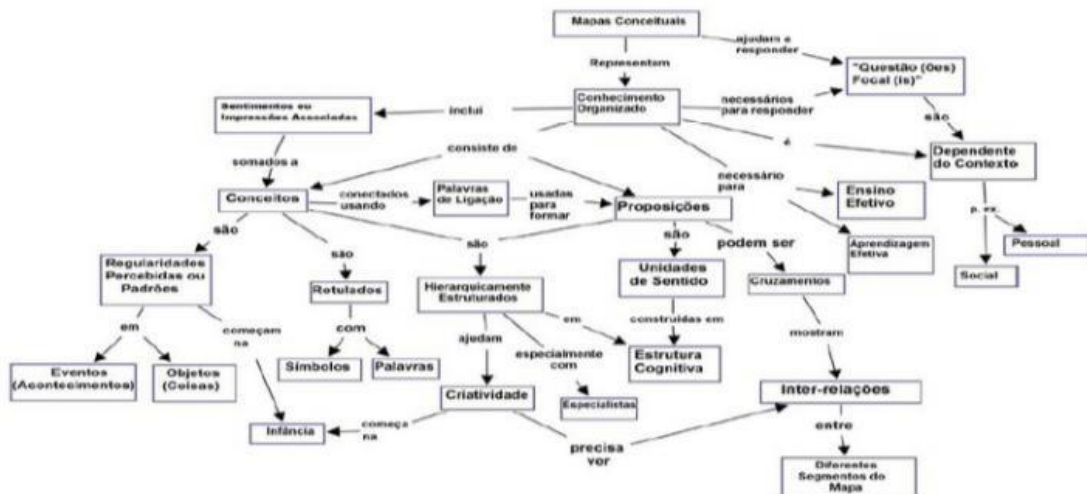 Mapas Conceituais
ajudam a
responder
Representam
"Questão (ões)
Focal (is)"
Sentimentos ou
Impressões Associadas
inclui
Conhecimento
Organizado
necessários
para responder
são
somados a
consiste de
é
Dependente
do Contexto
necessário
para
Conceitos
conectados
usando
Palavras
de Ligação
usadas
para
formar
Proposições
Ensino
Efetivo
p. ex.
são
são
são
são
podem ser
Aprendizagem
Efetiva
Pessoal
Social
Regularidades
Percebidas ou
Padrões
Rotulados
Hierarquicamente
Estruturados
Unidades
de Sentido
Cruzamentos
em
começam
na
com
ajudam
em
construídas em
mostram
especialmente
com
Eventos
(Acontecimentos)
Objetos
(Coisas)
Símbolos
Palavras
Estrutura
Cognitiva
Criatividade
Especialistas
Inter-relações
Infância
começa
na
precisa
ver
entre
Diferentes
Segmentos do
Mapa